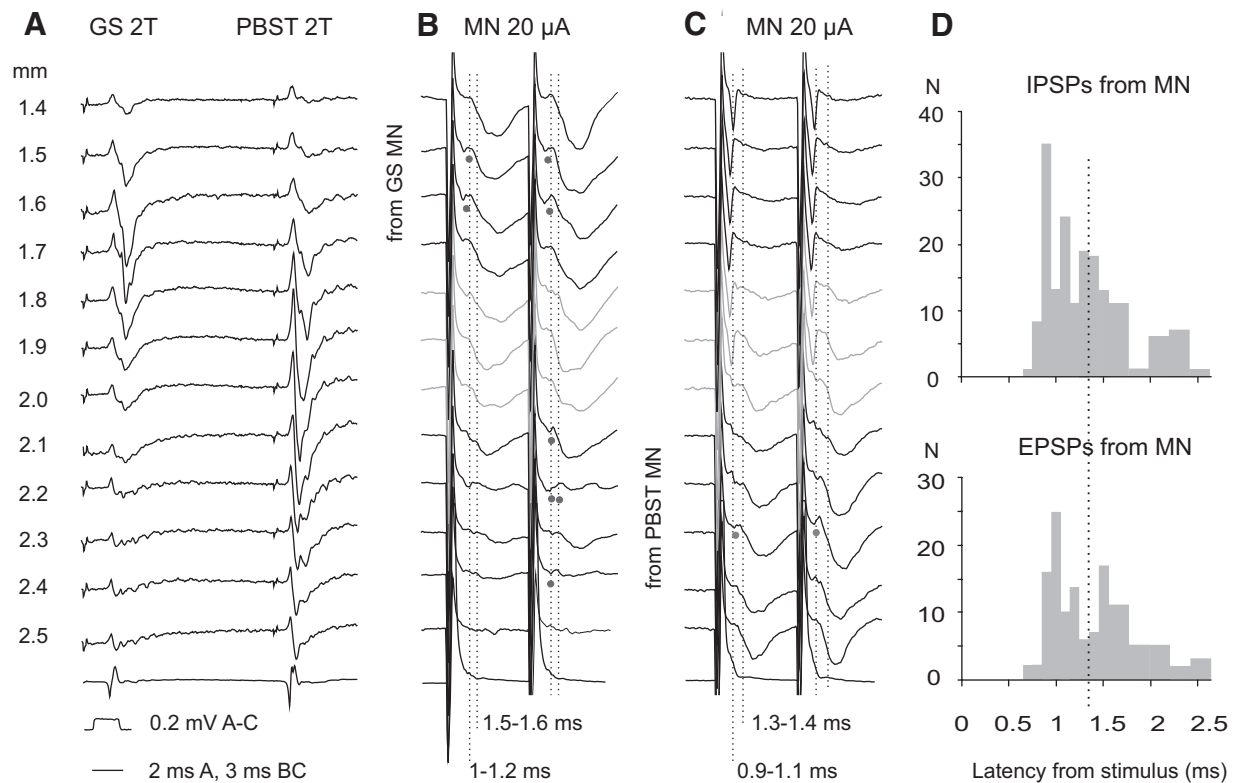 A GS 2T PBST 2T
B MN 20 µA
C MN 20 µA
D
mm
1.4
1.5
1.6
1.7
1.8
1.9
2.0
2.1
2.2
2.3
2.4
2.5
0.2 mV A-C
2 ms A, 3 ms BC
from GS MN
1.5-1.6 ms
1-1.2 ms
from PBST MN
1.3-1.4 ms
0.9-1.1 ms
IPSPs from MN
N
40
30
20
10
0
EPSPs from MN
N
30
20
10
0
0 0.5 1 1.5 2 2.5
Latency from stimulus (ms)